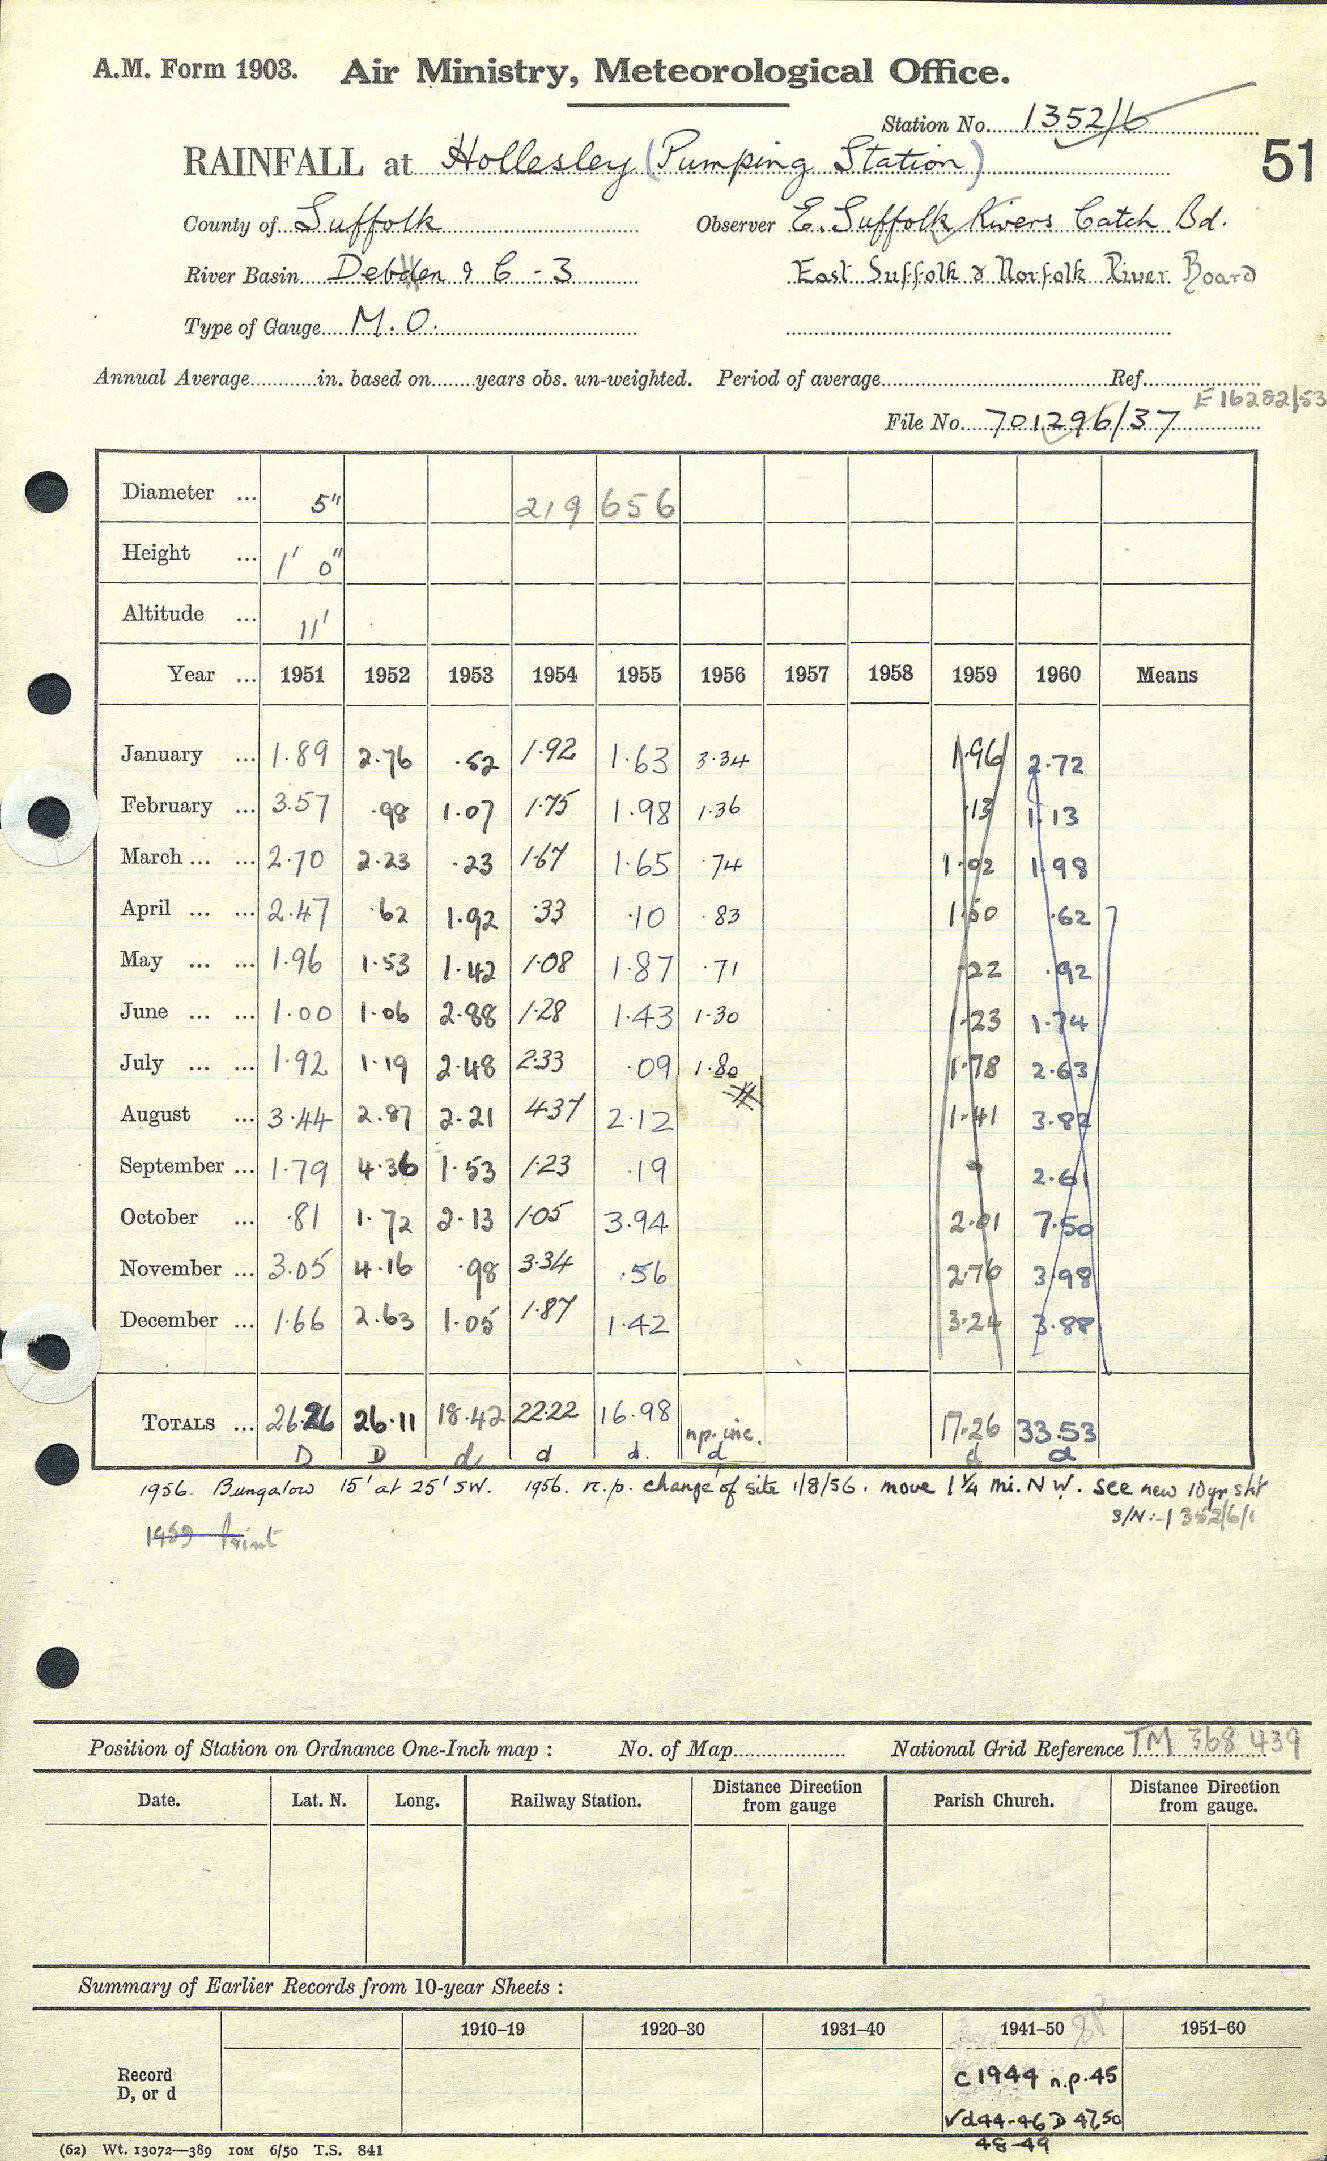 A.M. Form 1903. Air Ministry, Meteorological Office.
Station No. 1352/6
51
RAINFALL at Hollesley (Pumping Station)
County of Suffolk Observer E. Suffolk Rivers Catch Bd.
River Basin Debden & C - 3 East Suffolk & Norfolk River Board
Type of Gauge M.O.
Annual Average in. based on years obs. un-weighted. Period of average Ref.
E16282/53
File No. 701296/37
Diameter ... 5" 219 656
Height ... 1' 0"
Altitude ... 11'
Year ... 1951 1952 1953 1954 1955 1956 1957 1958 1959 1960 Means
January ... 1.89 2.76 .52 1.92 1.63 3.34 1.96 2.72
February ... 3.57 .98 1.07 1.75 1.98 1.36 .13 1.13
March ... ... 2.70 2.23 .23 1.67 1.65 .74 1.02 1.98
April ... ... 2.47 .62 1.92 .33 .10 .83 1.50 .62
May ... ... 1.96 1.53 1.42 1.08 1.87 .71 .22 .92
June ... ... 1.00 1.06 2.88 1.28 1.43 1.30 1.23 1.74
July ... ... 1.92 1.19 2.48 2.33 .09 1.80 1.78 2.63
August ... 3.44 2.87 2.21 4.37 2.12 1.41 3.82
September ... 1.79 4.36 1.53 1.23 .19 2.61
October ... .81 1.72 2.13 1.05 3.94 2.01 7.50
November ... 3.05 4.16 .98 3.34 .56 2.76 3.98
December ... 1.66 2.63 1.05 1.87 1.42 3.24 3.88
TOTALS ... 26.26 26.11 18.42 22.22 16.98 np. inc. 17.26 33.53
D D d d d. d d d
1956. Bungalow 15' at 25' SW. 1956. n.p. change of site 1/8/56. move 1 1/4 mi. NW. see new 10yr sht
S/N:-1352/6/1
1959 Print
Position of Station on Ordnance One-Inch map : No. of Map National Grid Reference TM 368 439
Date. Lat. N. Long. Railway Station. Distance from gauge Direction Parish Church. Distance from gauge. Direction
Summary of Earlier Records from 10-year Sheets :
1910-19 1920-30 1931-40 1941-50 1951-60
Record D, or d
C1944 n.p. 45
Vd44-46 D 47,50
48-49
(62) Wt. 13072—389 10M 6/50 T.S. 841